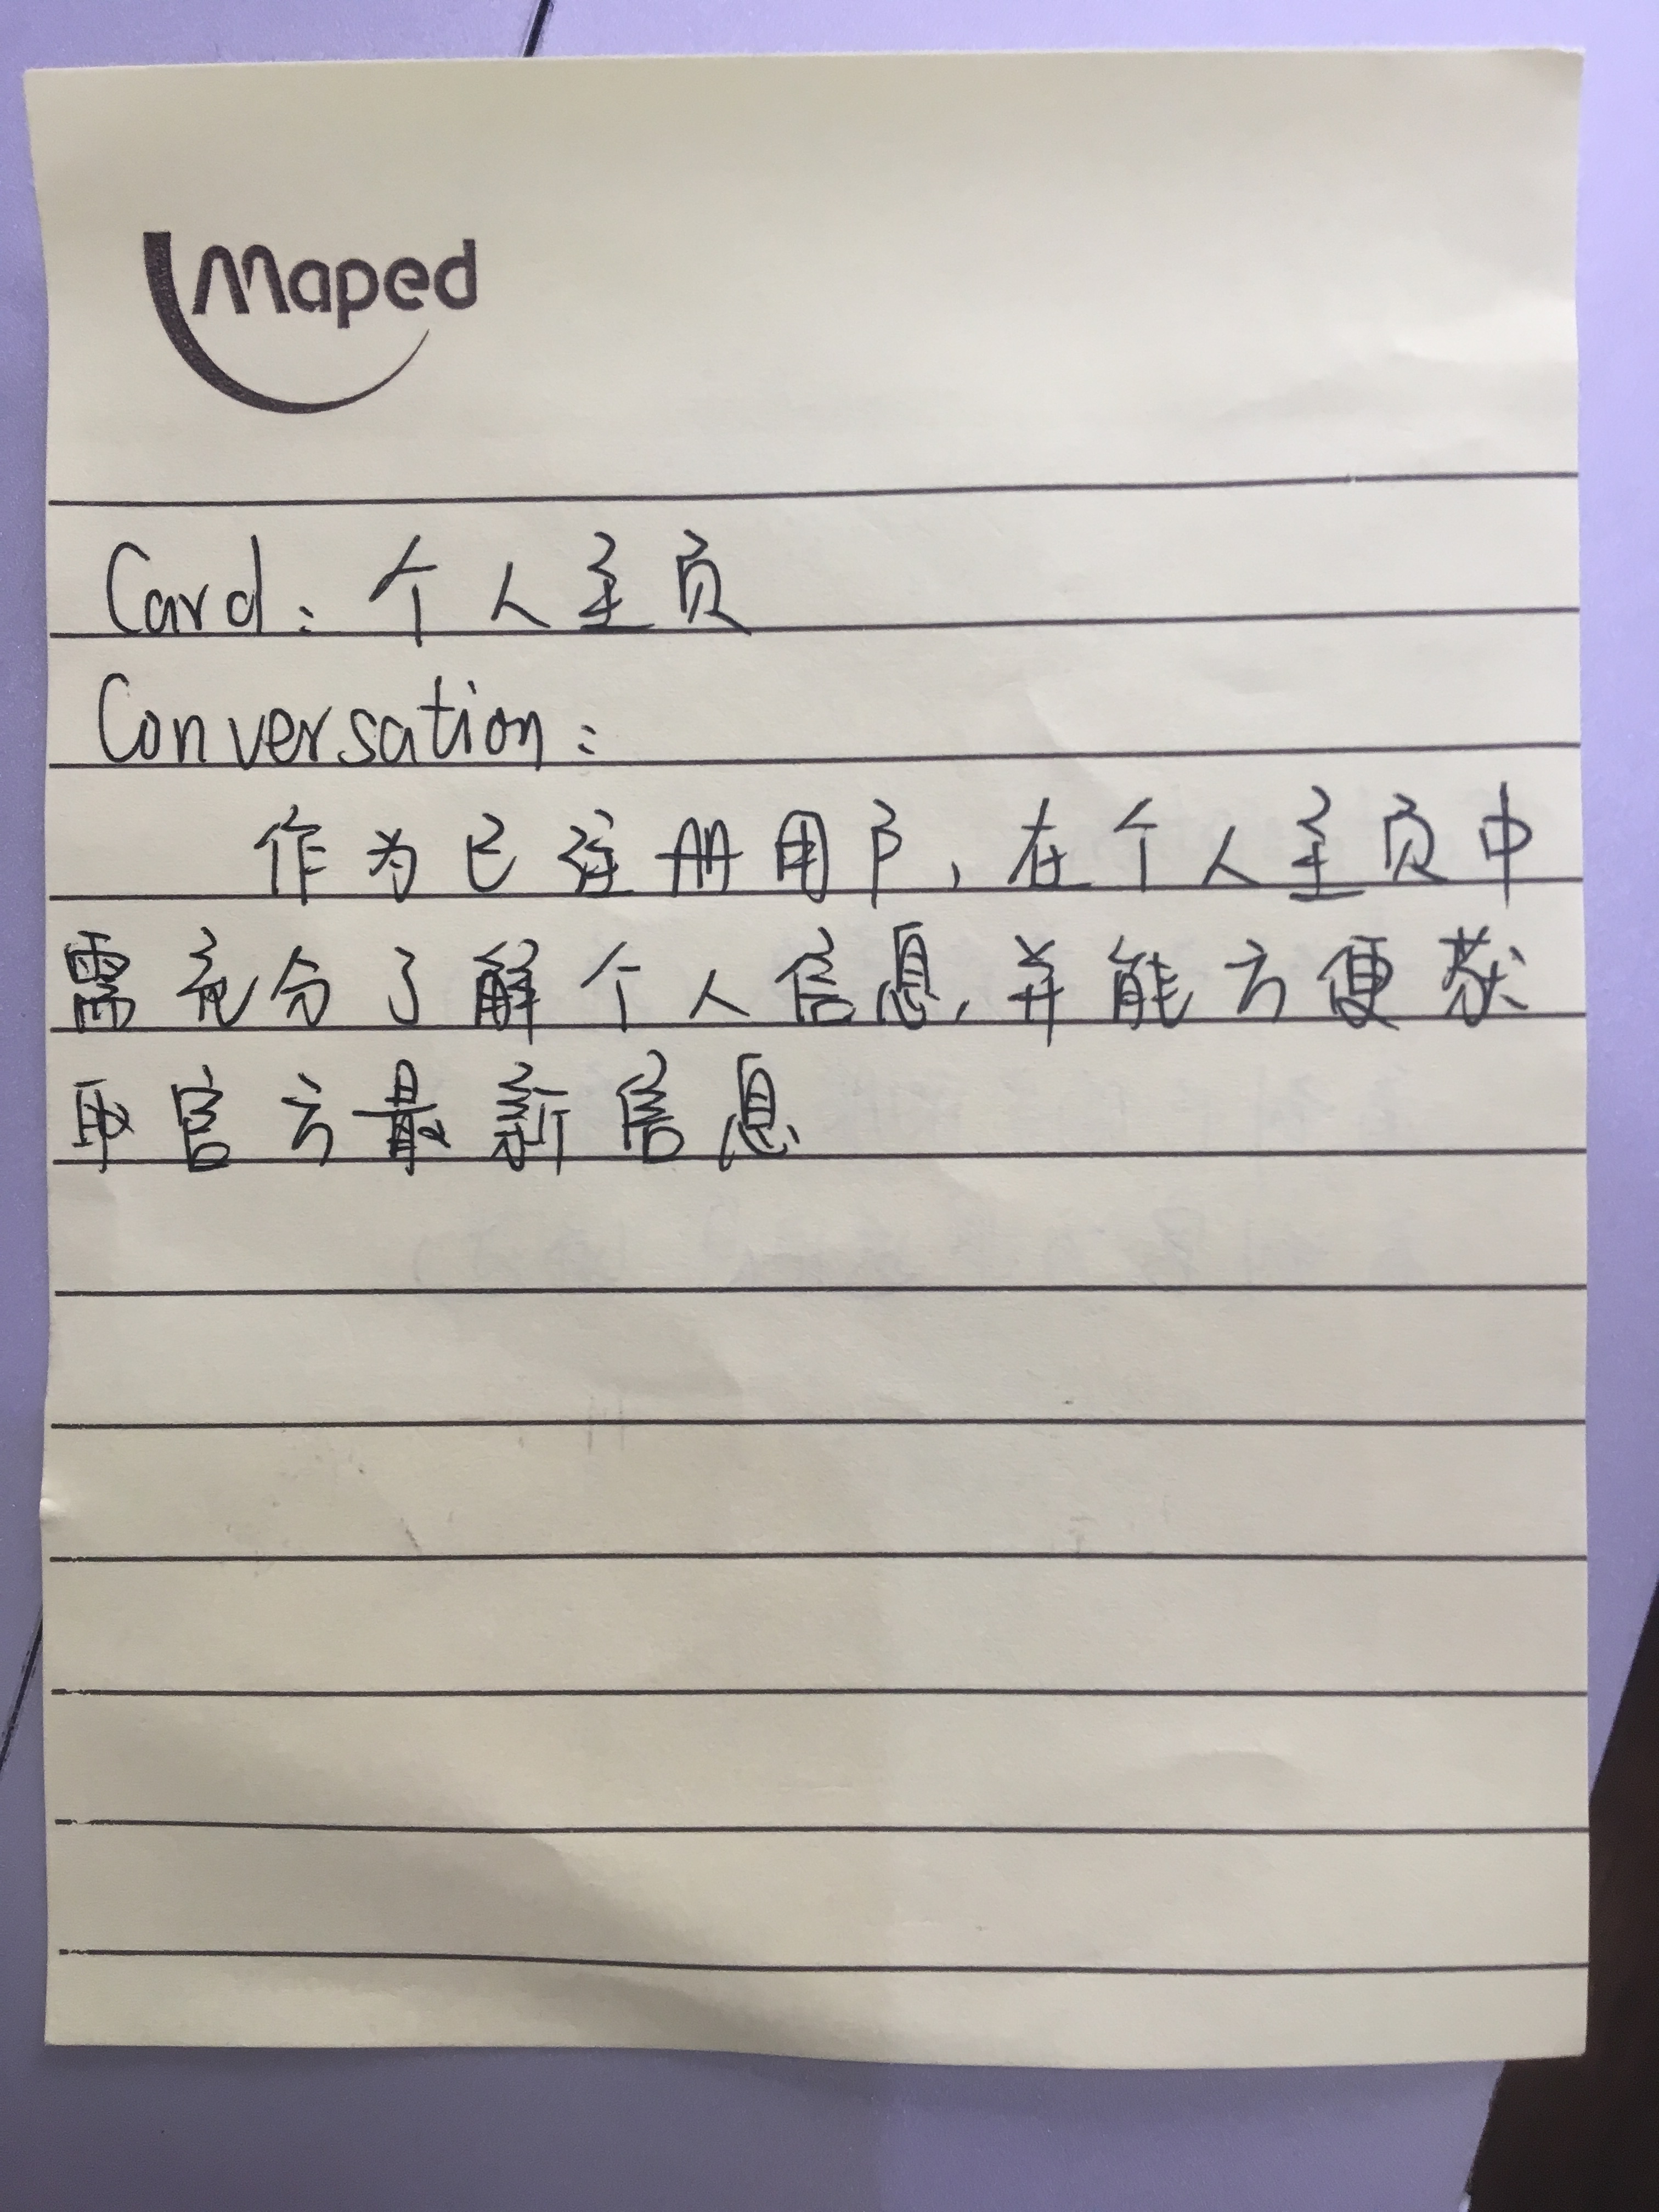 Maped
Card: 个人主页
Conversation:
作为已注册用户,在个人主页中
需充分了解个人信息,并能方便获
取官方最新信息